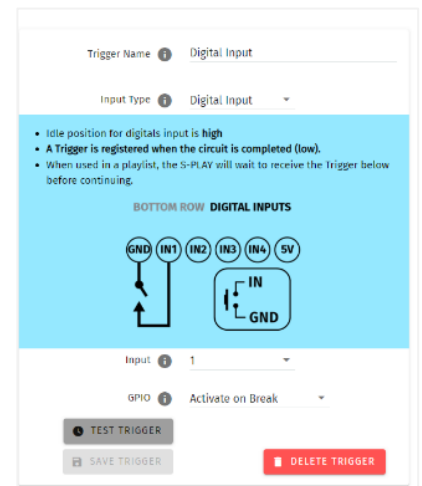 Trigger Name Digital Input
Input Type Digital Input
Idle position for digitals input is high
A Trigger is registered when the circuit is completed (low).
When used in a playlist, the S-PLAY will wait to receive the Trigger below
before continuing.
BOTTOM ROW DIGITAL INPUTS
GND IN1 IN2 IN3 IN4 5V
IN
GND
Input 1
GPIO Activate on Break
TEST TRIGGER
SAVE TRIGGER DELETE TRIGGER